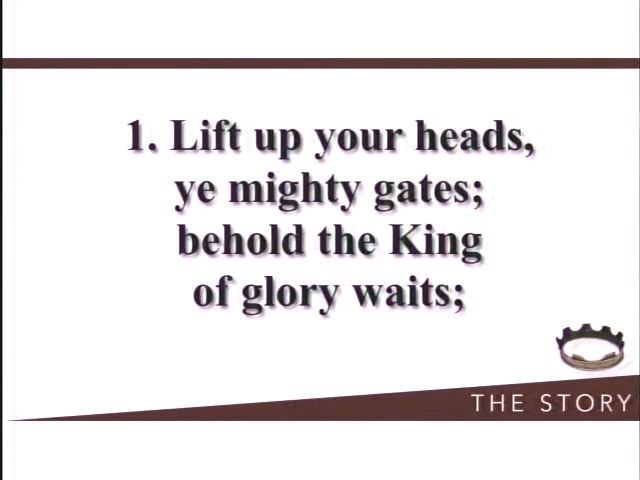 1. Lift up your heads,
ye mighty gates;
behold the King
of glory waits;
THE STORY